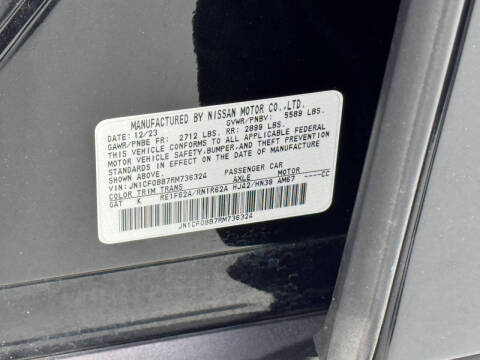 MANUFACTURED BY NISSAN MOTOR CO.,LTD.
DATE: 12/23 GVWR/PNBV: 5589 LBS.
GAWR/PNBE FR: 2712 LBS. RR: 2899 LBS.
THIS VEHICLE CONFORMS TO ALL APPLICABLE FEDERAL
MOTOR VEHICLE SAFETY,BUMPER,AND THEFT PREVENTION
STANDARDS IN EFFECT ON THE DATE OF MANUFACTURE
SHOWN ABOVE.
VIN: JN1CF0BB7RM736324 PASSENGER CAR
COLOR TRIM TRANS AXLE MOTOR
GAT K RE1F62A/RN1R62A HJ42/HN38 AM67 ----CC
JN1CF0BB7RM736324